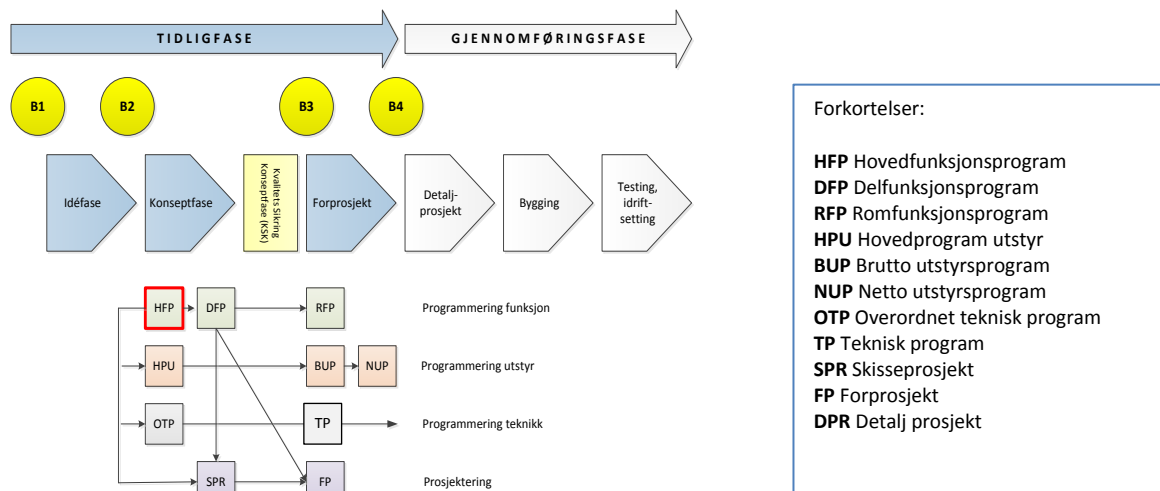 TIDLIGFASE
GJENNOMFØRINGSFASE
B1
B2
B3
B4
Idéfase
Konseptfase
Kvalitets Sikring
Konseptfase (KSK)
Forprosjekt
Detalj-
prosjekt
Bygging
Testing,
idrift-
setting
HFP
DFP
RFP
Programmering funksjon
HPU
BUP
NUP
Programmering utstyr
OTP
TP
Programmering teknikk
SPR
FP
Prosjektering
Forkortelser:
HFP Hovedfunksjonsprogram
DFP Delfunksjonsprogram
RFP Romfunksjonsprogram
HPU Hovedprogram utstyr
BUP Brutto utstyrsprogram
NUP Netto utstyrsprogram
OTP Overordnet teknisk program
TP Teknisk program
SPR Skisseprosjekt
FP Forprosjekt
DPR Detalj prosjekt